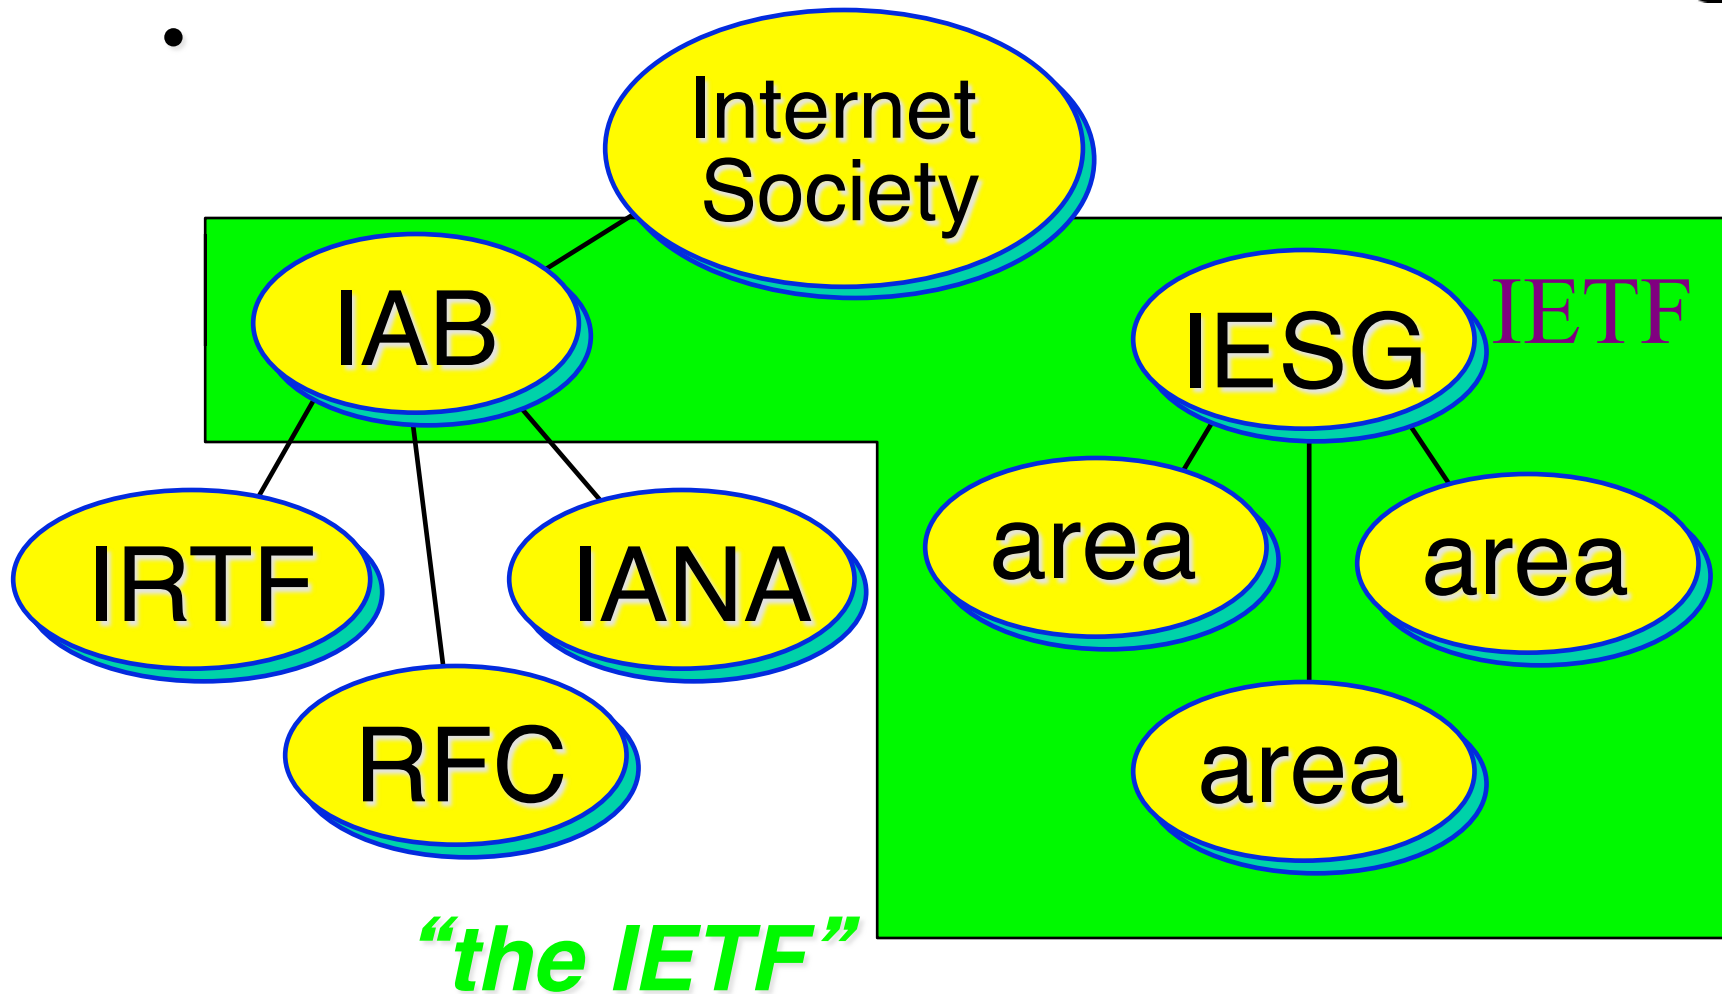 Internet
Society
IAB
IESG
IETF
IRTF
IANA
area
area
RFC
area
“the IETF”